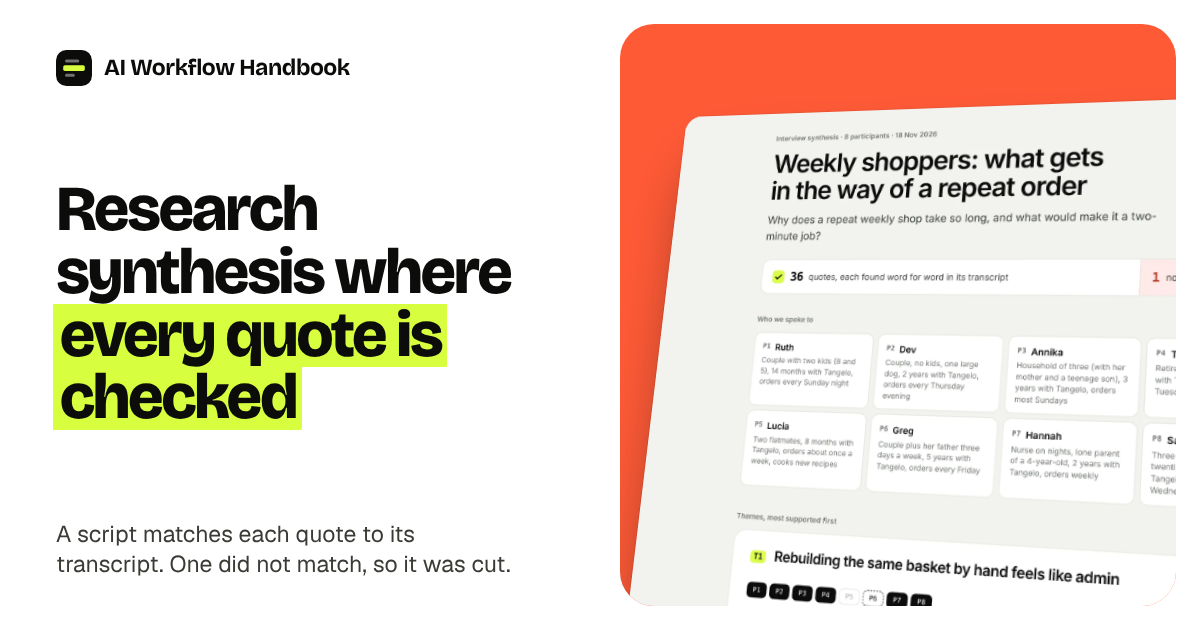 AI Workflow Handbook
Research
synthesis where
every quote is
checked
A script matches each quote to its
transcript. One did not match, so it was cut.
Interview synthesis · 8 participants · 18 Nov 2026
Weekly shoppers: what gets
in the way of a repeat order
Why does a repeat weekly shop take so long, and what would make it a two-
minute job?
36 quotes, each found word for word in its transcript
1
Who we spoke to
P1 Ruth
Couple with two kids (8 and
5), 14 months with Tangelo,
orders every Sunday night
P2 Dev
Couple, no kids, one large
dog, 2 years with Tangelo,
orders every Thursday
evening
P3 Annika
Household of three (with her
mother and a teenage son), 3
years with Tangelo, orders
most Sundays
P4
P5 Lucia
Two flatmates, 8 months with
Tangelo, orders about once a
week, cooks new recipes
P6 Greg
Couple plus her father three
days a week, 5 years with
Tangelo, orders every Friday
P7 Hannah
Nurse on nights, lone parent
of a 4-year-old, 2 years with
Tangelo, orders weekly
P8
Three
Themes, most supported first
T1 Rebuilding the same basket by hand feels like admin
P1 P2 P3 P4 P5 P6 P7 P8